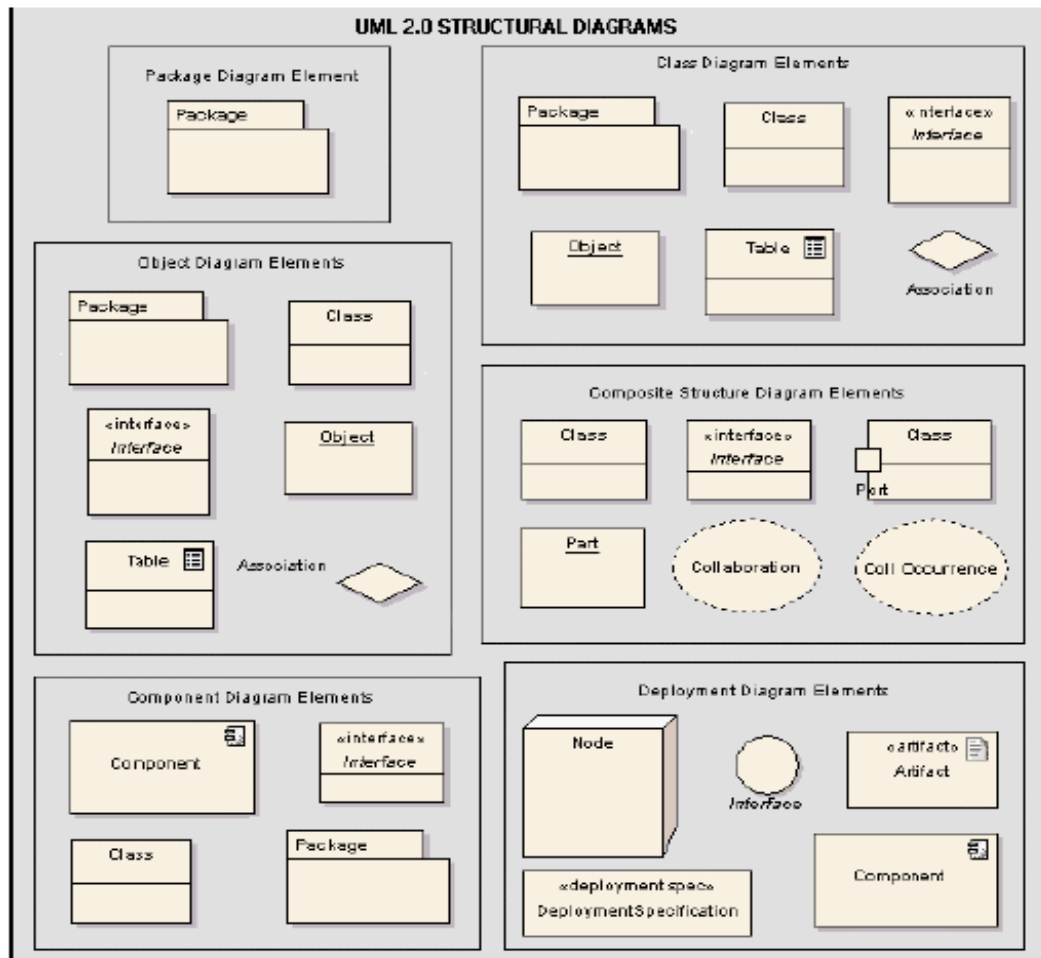 UML 2.0 STRUCTURAL DIAGRAMS
Package Diagram Element
Package
Class Diagram Elements
Package
Class
«interface»
Interface
Object
Table
Association
Object Diagram Elements
Package
Class
«interface»
Interface
Object
Table
Association
Composite Structure Diagram Elements
Class
«interface»
Interface
Class
Port
Part
Collaboration
Coll Occurrence
Component Diagram Elements
Component
«interface»
Interface
Class
Package
Deployment Diagram Elements
Node
Interface
«artifact»
Artifact
Component
«deployment spec»
DeploymentSpecification